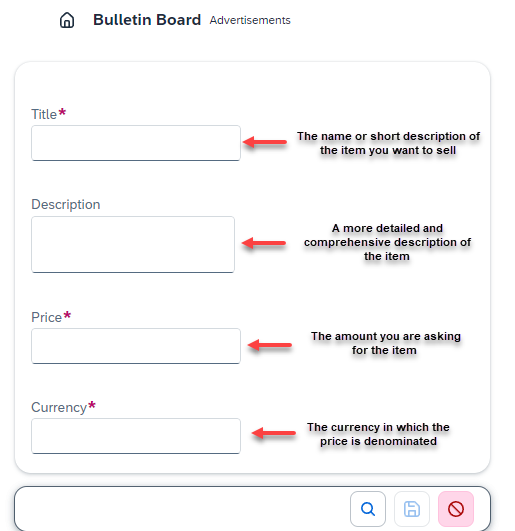 Bulletin Board Advertisements
Title*
The name or short description of
the item you want to sell
Description
A more detailed and
comprehensive description of
the item
Price*
The amount you are asking
for the item
Currency*
The currency in which the
price is denominated